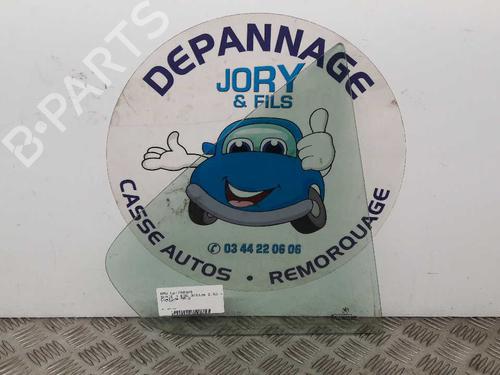 B-PARTS
DEPANNAGE
JORY
& FILS
03 44 22 06 06
CASSE AUTOS • REMORQUAGE